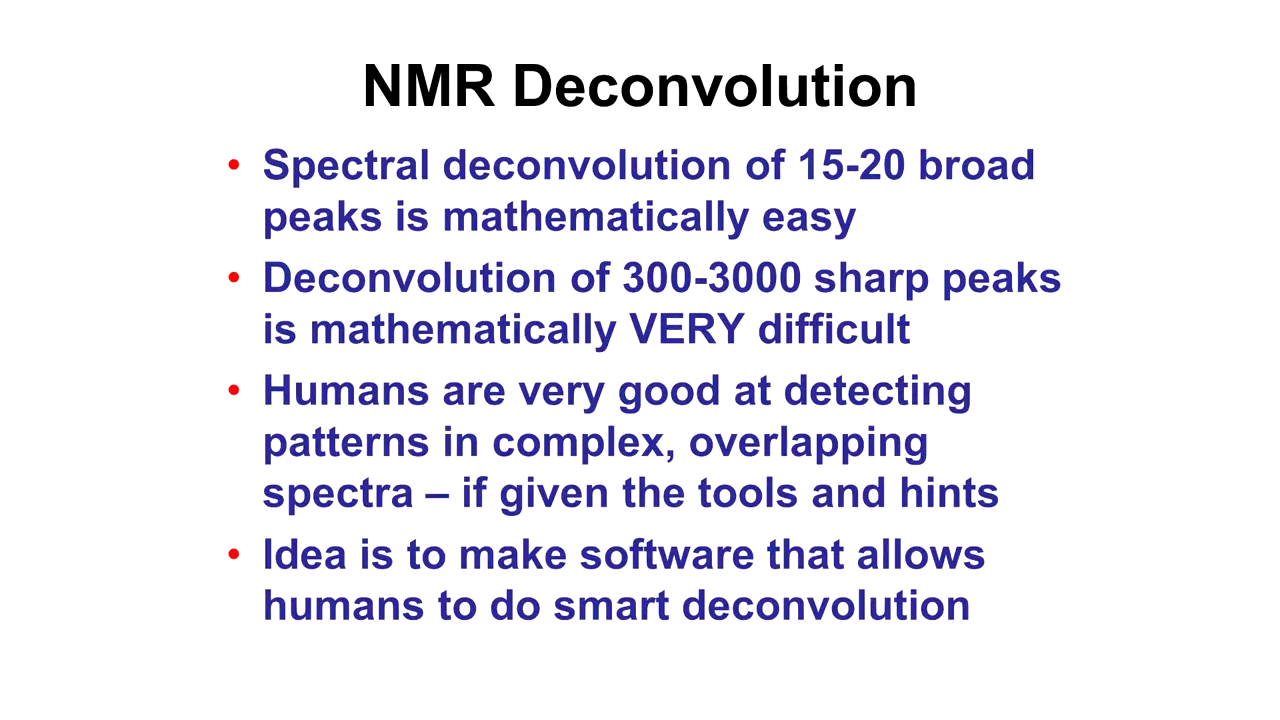 NMR Deconvolution
• Spectral deconvolution of 15-20 broad
peaks is mathematically easy
• Deconvolution of 300-3000 sharp peaks
is mathematically VERY difficult
• Humans are very good at detecting
patterns in complex, overlapping
spectra – if given the tools and hints
• Idea is to make software that allows
humans to do smart deconvolution